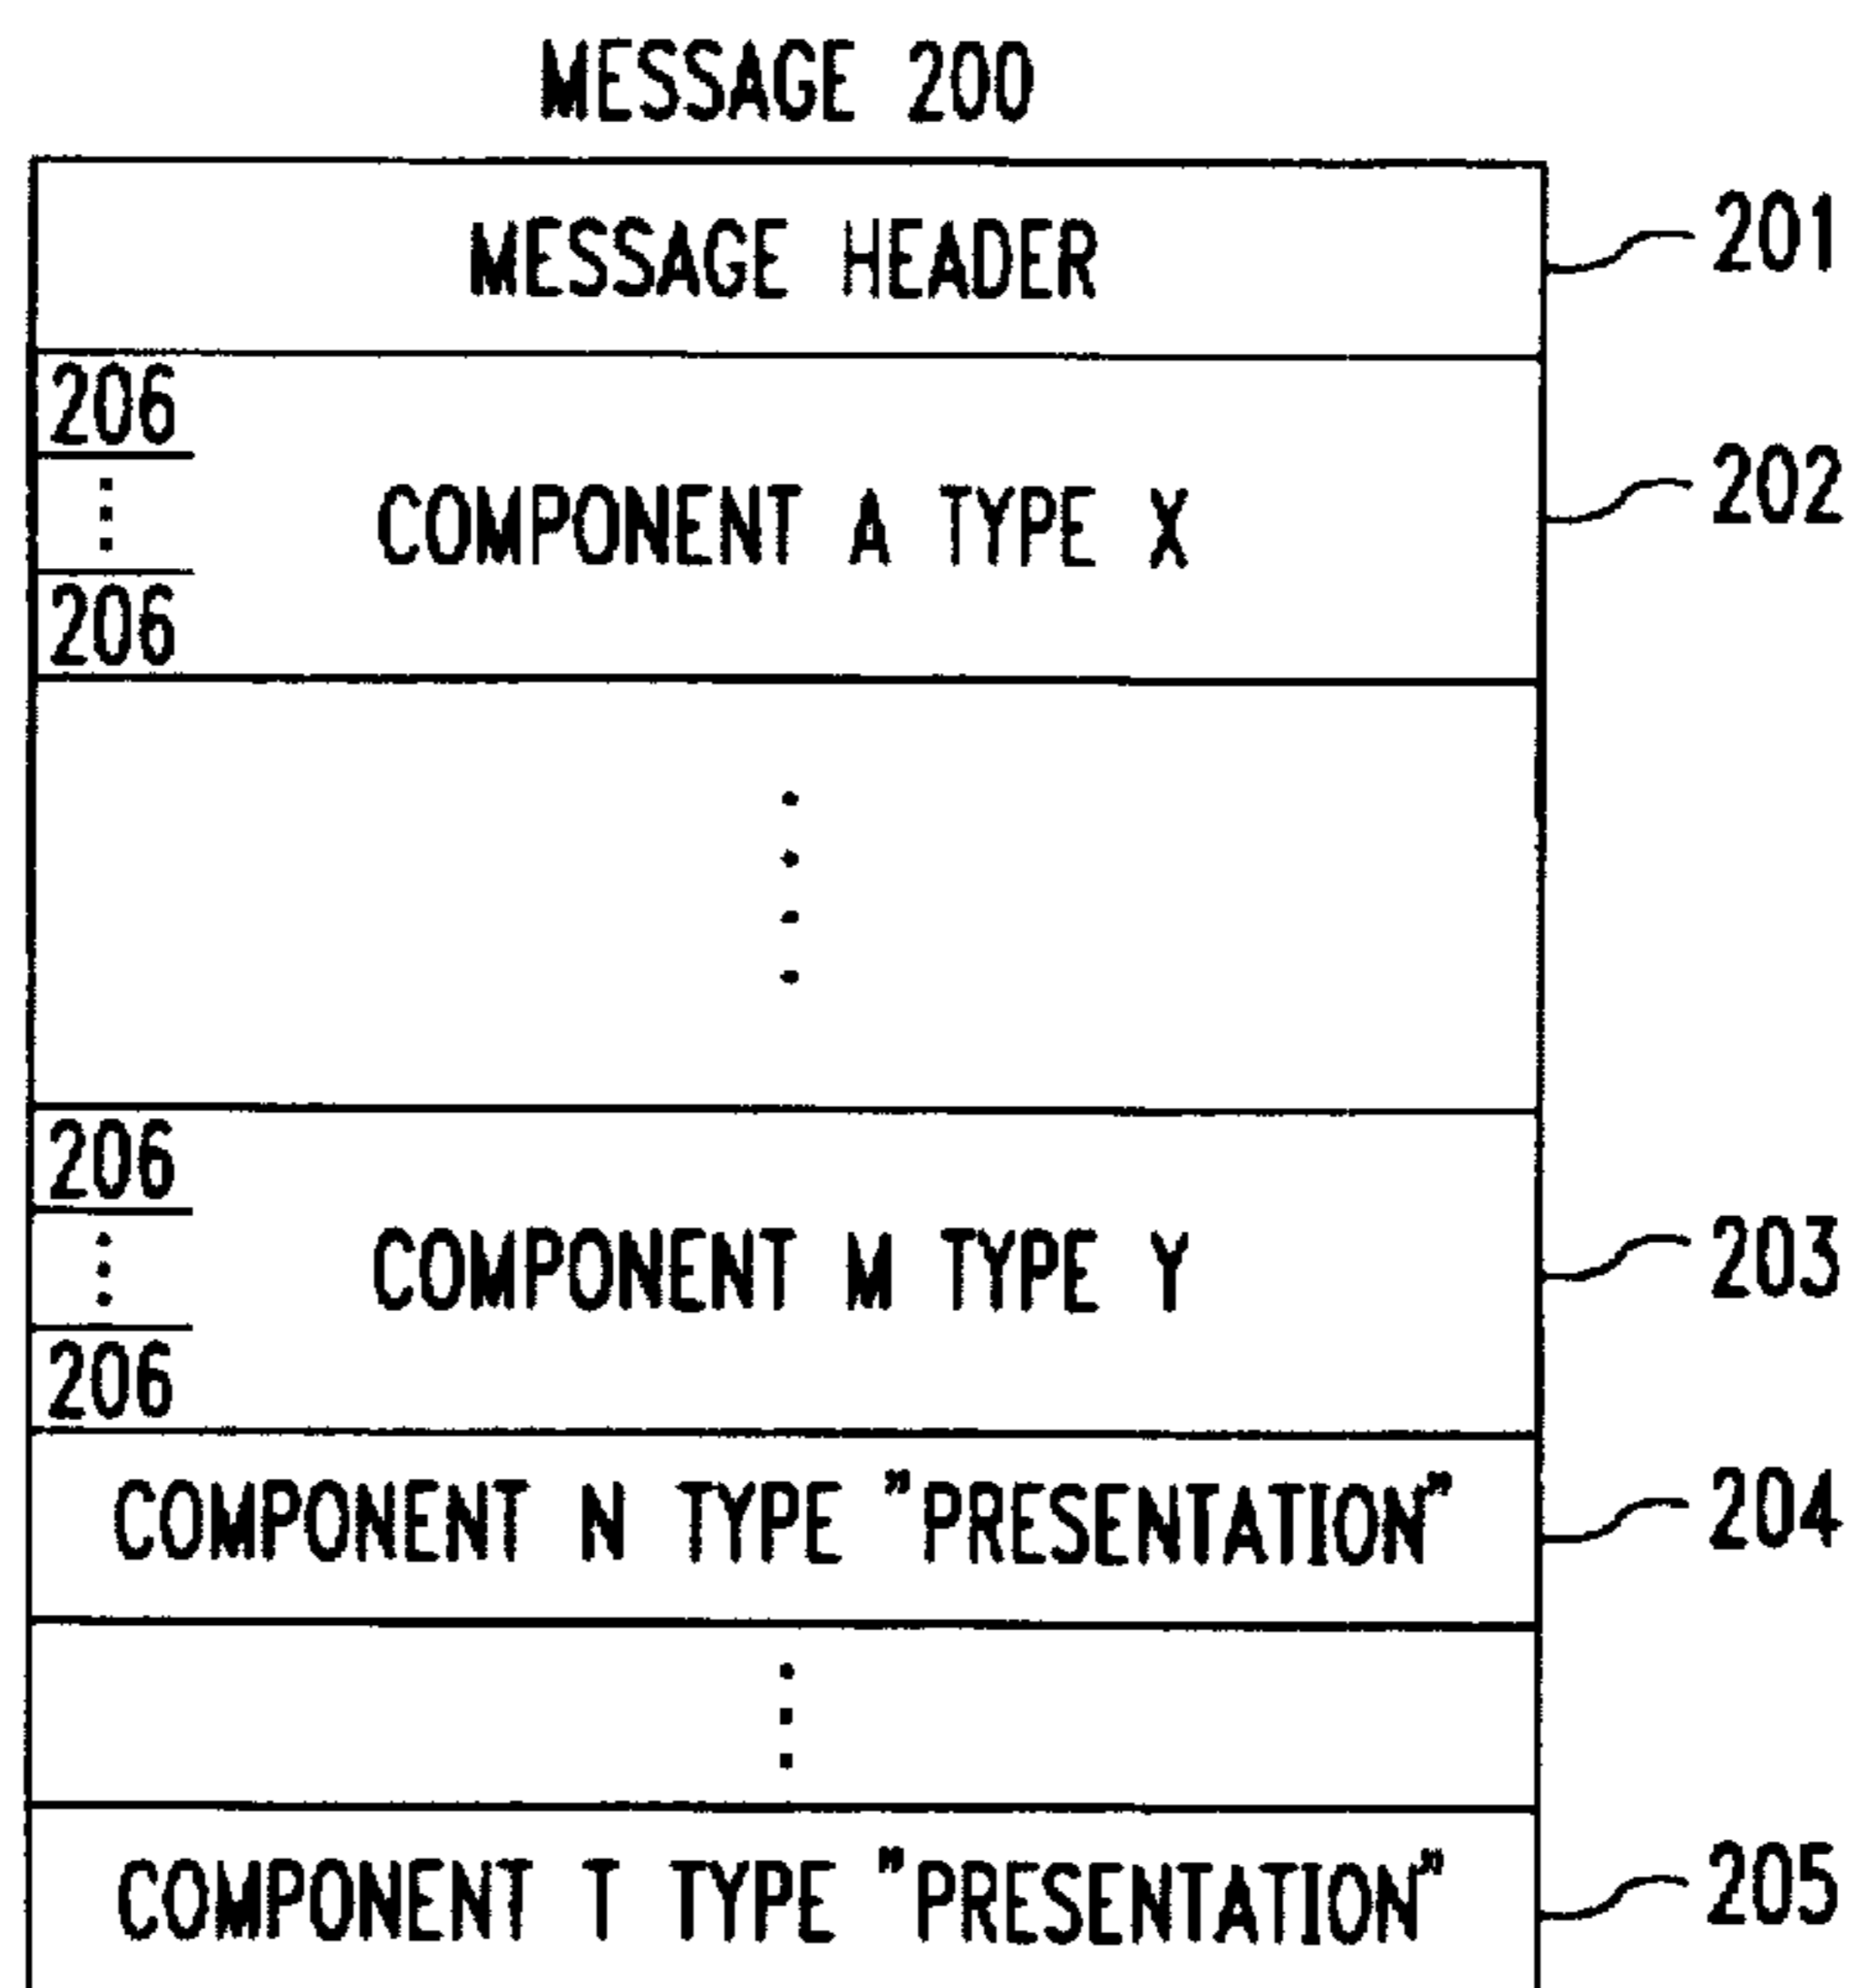 MESSAGE 200
MESSAGE HEADER
201
206
COMPONENT A TYPE X
202
206
206
COMPONENT M TYPE Y
203
206
COMPONENT N TYPE "PRESENTATION"
204
COMPONENT T TYPE "PRESENTATION"
205